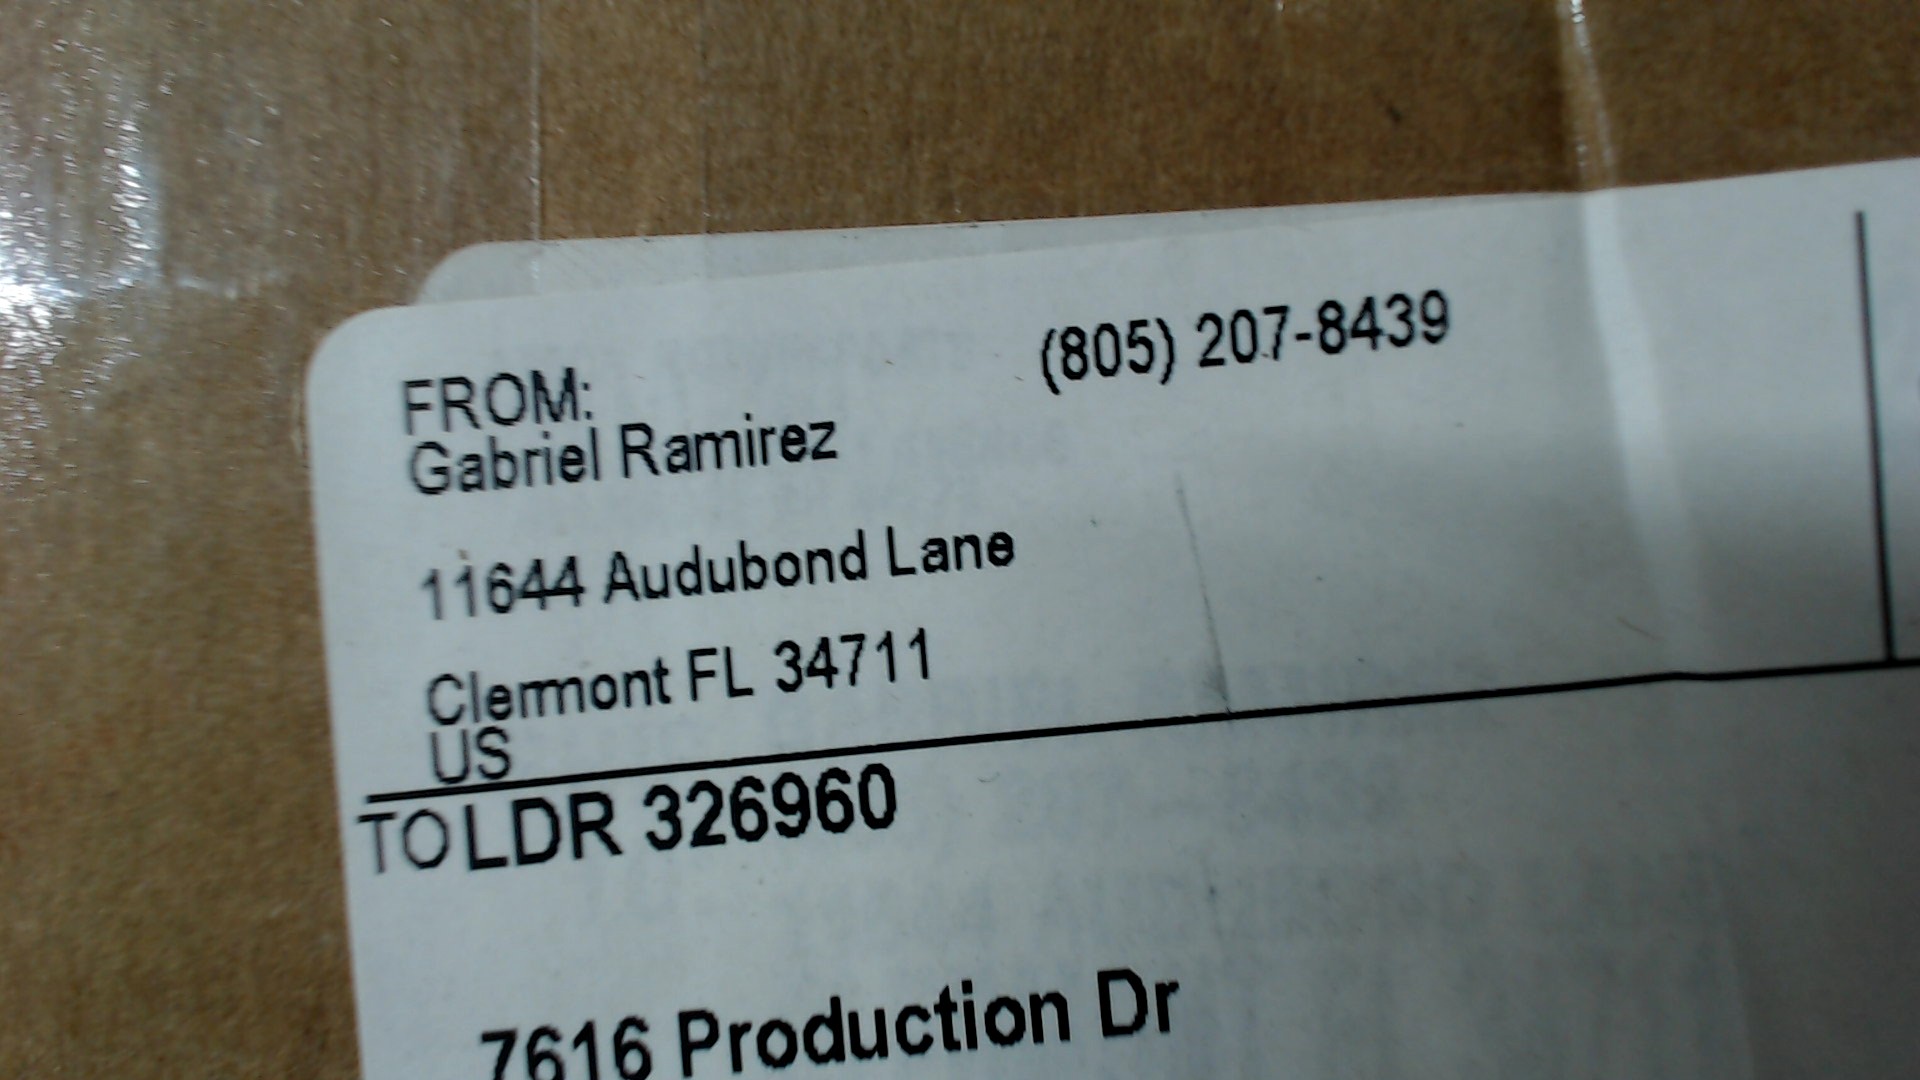 FROM:
(805) 207-8439
Gabriel Ramirez
11644 Audubond Lane
Clermont FL 34711
US
TO LDR 326960
7616 Production Dr